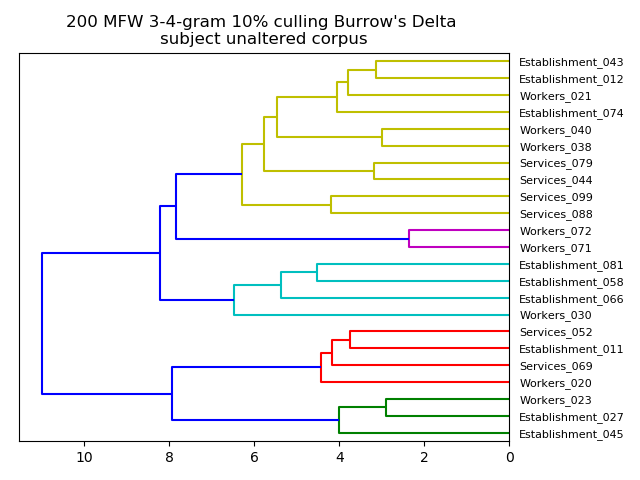 200 MFW 3-4-gram 10% culling Burrow's Delta
subject unaltered corpus
Establishment_043
Establishment_012
Workers_021
Establishment_074
Workers_040
Workers_038
Services_079
Services_044
Services_099
Services_088
Workers_072
Workers_071
Establishment_081
Establishment_058
Establishment_066
Workers_030
Services_052
Establishment_011
Services_069
Workers_020
Workers_023
Establishment_027
Establishment_045
10 8 6 4 2 0